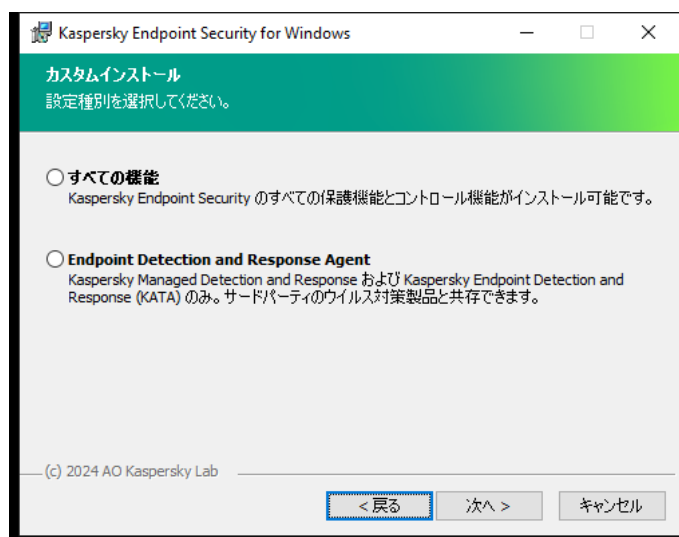 Kaspersky Endpoint Security for Windows
カスタムインストール
設定種別を選択してください。
すべての機能
Kaspersky Endpoint Security のすべての保護機能とコントロール機能がインストール可能です。
Endpoint Detection and Response Agent
Kaspersky Managed Detection and Response および Kaspersky Endpoint Detection and
Response (KATA) のみ。サードパーティのウイルス対策製品と共存できます。
(c) 2024 AO Kaspersky Lab
< 戻る 次へ > キャンセル